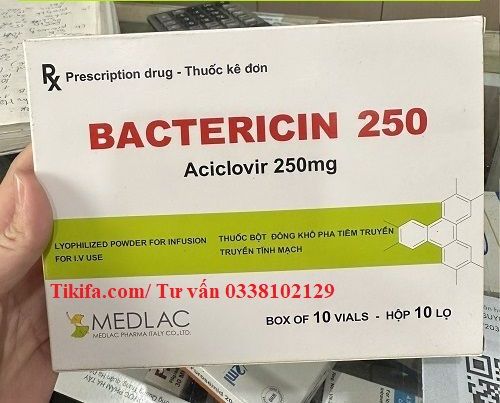 Rx Prescription drug - Thuốc kê đơn
BACTERICIN 250
Aciclovir 250mg
LYOPHILIZED POWDER FOR INFUSION
FOR I.V USE
THUỐC BỘT ĐÔNG KHÔ PHA TIÊM TRUYỀN
TRUYỀN TĨNH MẠCH
Tikifa.com/ Tư vấn 0338102129
MEDLAC
MEDLAC PHARMA ITALY CO.,LTD.
BOX OF 10 VIALS - HỘP 10 LỌ